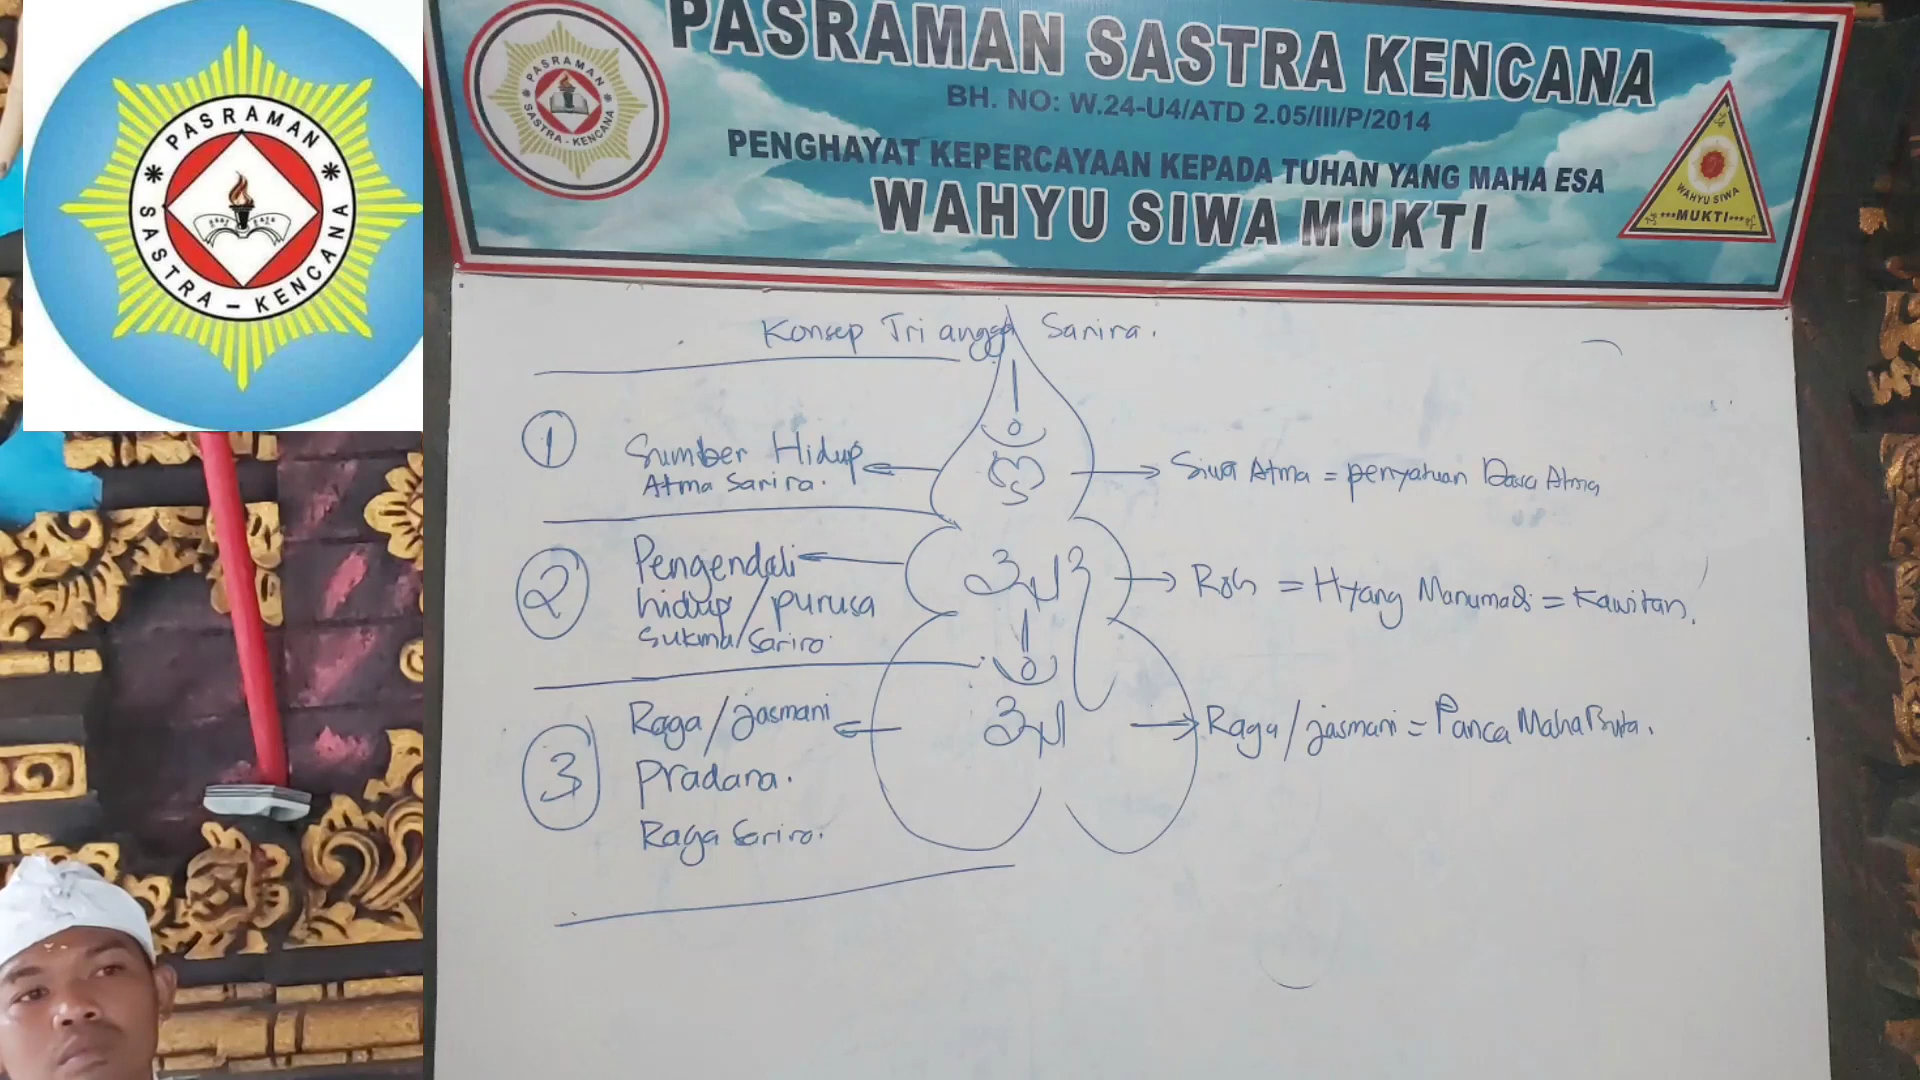 PASRAMAN
SASTRA - KENCANA
PASRAMAN SASTRA KENCANA
BH. NO: W.24-U4/ATD 2.05/III/P/2014
PENGHAYAT KEPERCAYAAN KEPADA TUHAN YANG MAHA ESA
WAHYU SIWA MUKTI
PASRAMAN
SASTRA - KENCANA
WAHYU SIWA
MUKTI
Konsep Tri angga Sarira.
1
Sumber Hidup
Atma Sarira.
Siwa Atma = penyatuan Dasa Atma
2
Pengendali
hidup/purusa
Sukma/Sariro
Roh = Hyang Manumadi = Kawitan.
3
Raga/jasmani
Pradana.
Raga Sariro.
Raga/jasmani = Panca Maha Buta.